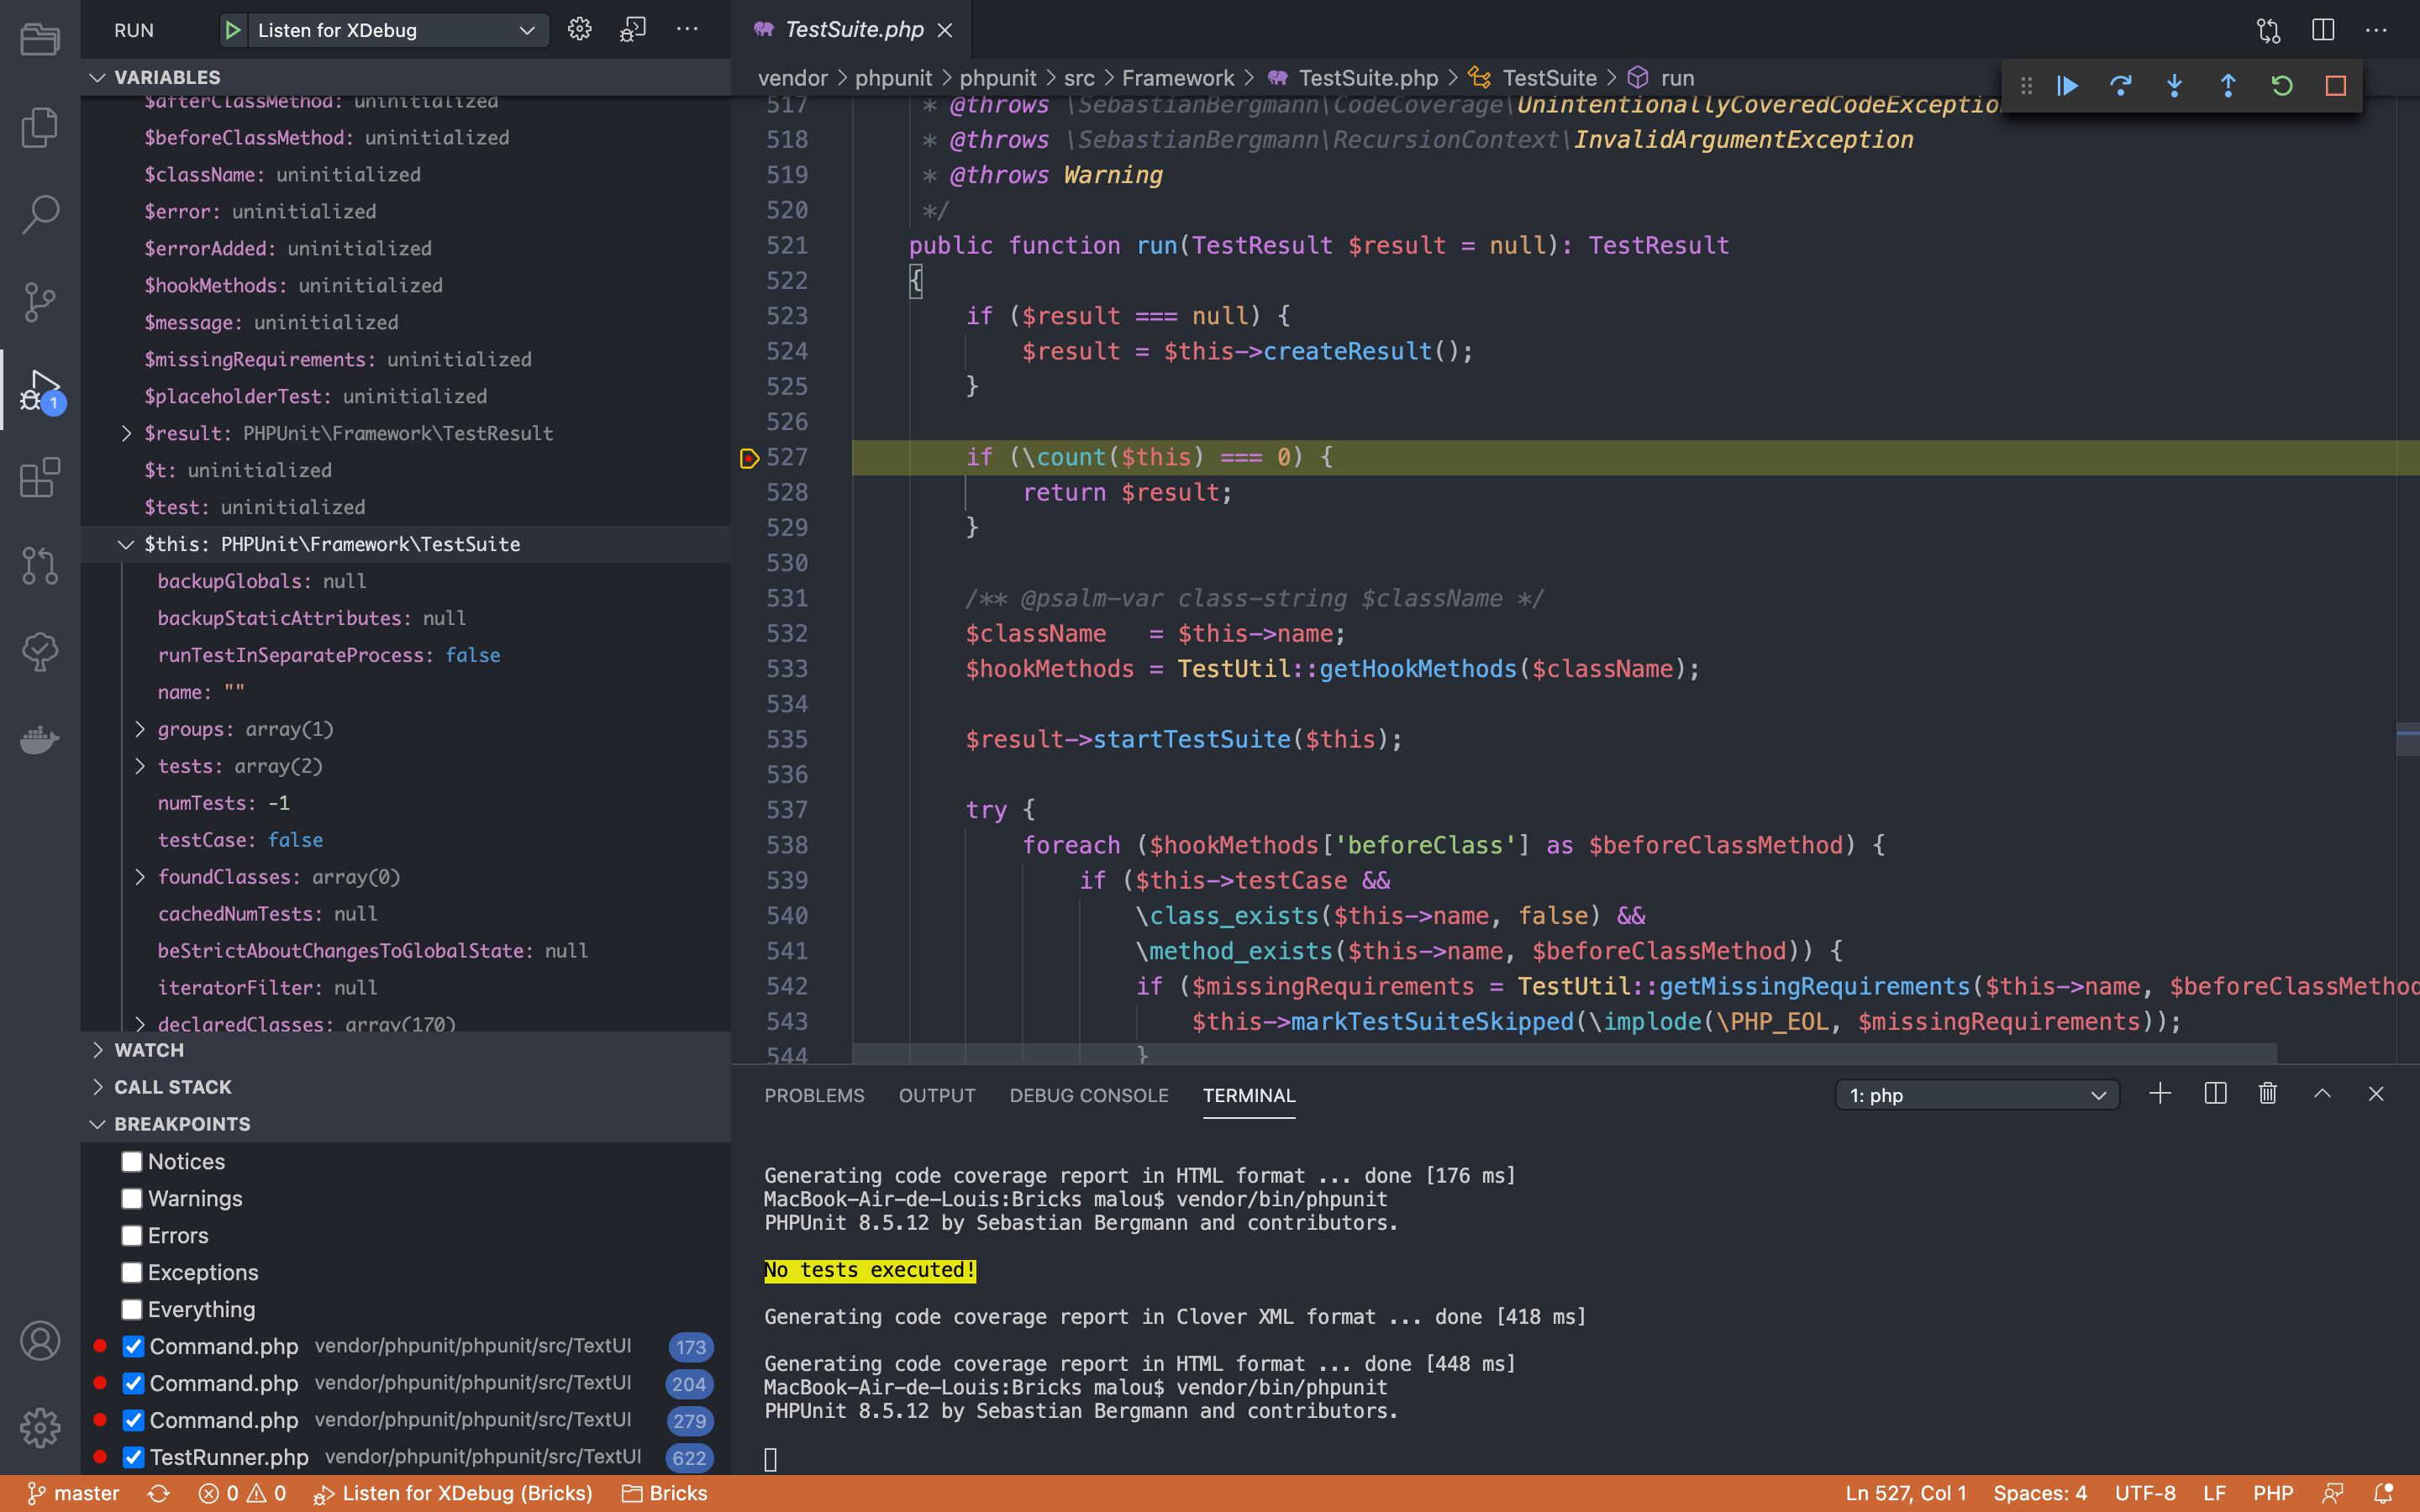 RUN
Listen for XDebug
VARIABLES
$afterClassMethod: uninitialized
$beforeClassMethod: uninitialized
$className: uninitialized
$error: uninitialized
$errorAdded: uninitialized
$hookMethods: uninitialized
$message: uninitialized
$missingRequirements: uninitialized
$placeholderTest: uninitialized
$result: PHPUnit\Framework\TestResult
$t: uninitialized
$test: uninitialized
$this: PHPUnit\Framework\TestSuite
backupGlobals: null
backupStaticAttributes: null
runTestInSeparateProcess: false
name: ""
groups: array(1)
tests: array(2)
numTests: -1
testCase: false
foundClasses: array(0)
cachedNumTests: null
beStrictAboutChangesToGlobalState: null
iteratorFilter: null
declaredClasses: array(170)
WATCH
CALL STACK
BREAKPOINTS
Notices
Warnings
Errors
Exceptions
Everything
Command.php vendor/phpunit/phpunit/src/TextUI 173
Command.php vendor/phpunit/phpunit/src/TextUI 204
Command.php vendor/phpunit/phpunit/src/TextUI 279
TestRunner.php vendor/phpunit/phpunit/src/TextUI 622
1
TestSuite.php
vendor > phpunit > phpunit > src > Framework > TestSuite.php > TestSuite > run
517 * @throws \SebastianBergmann\CodeCoverage\UnintentionallyCoveredCodeExceptio
518 * @throws \SebastianBergmann\RecursionContext\InvalidArgumentException
519 * @throws Warning
520 */
521 public function run(TestResult $result = null): TestResult
522 {
523 if ($result === null) {
524 $result = $this->createResult();
525 }
526
527 if (\count($this) === 0) {
528 return $result;
529 }
530
531 /** @psalm-var class-string $className */
532 $className   = $this->name;
533 $hookMethods = TestUtil::getHookMethods($className);
534
535 $result->startTestSuite($this);
536
537 try {
538 foreach ($hookMethods['beforeClass'] as $beforeClassMethod) {
539 if ($this->testCase &&
540 \class_exists($this->name, false) &&
541 \method_exists($this->name, $beforeClassMethod)) {
542 if ($missingRequirements = TestUtil::getMissingRequirements($this->name, $beforeClassMethod
543 $this->markTestSuiteSkipped(\implode(\PHP_EOL, $missingRequirements));
544 }
PROBLEMS OUTPUT DEBUG CONSOLE TERMINAL
1: php
Generating code coverage report in HTML format ... done [176 ms]
MacBook-Air-de-Louis:Bricks malou$ vendor/bin/phpunit
PHPUnit 8.5.12 by Sebastian Bergmann and contributors.
No tests executed!
Generating code coverage report in Clover XML format ... done [418 ms]
Generating code coverage report in HTML format ... done [448 ms]
MacBook-Air-de-Louis:Bricks malou$ vendor/bin/phpunit
PHPUnit 8.5.12 by Sebastian Bergmann and contributors.
master 0 0 Listen for XDebug (Bricks) Bricks
Ln 527, Col 1 Spaces: 4 UTF-8 LF PHP